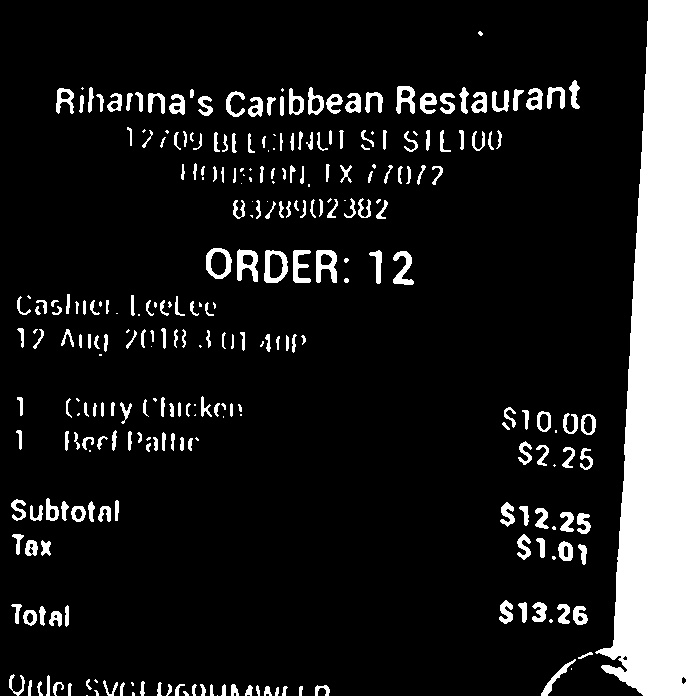 Rihanna's Caribbean Restaurant
12709 BEECHNUT ST STE100
HOUSTON, TX 77072
8328902382
ORDER: 12
Cashier: LeeLee
12 Aug 2018 3:01:40P
1 Curry Chicken $10.00
1 Beef Pattie $2.25
Subtotal $12.25
Tax $1.01
Total $13.26
Order